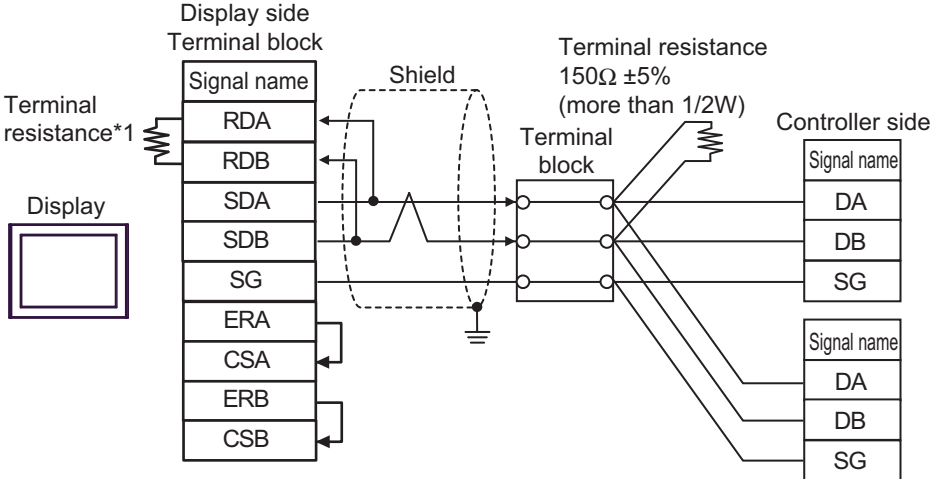 Display side
Terminal block
Signal name
RDA
RDB
SDA
SDB
SG
ERA
CSA
ERB
CSB
Terminal
resistance*1
Display
Shield
Terminal resistance
150Ω ±5%
(more than 1/2W)
Terminal
block
Controller side
Signal name
DA
DB
SG
Signal name
DA
DB
SG